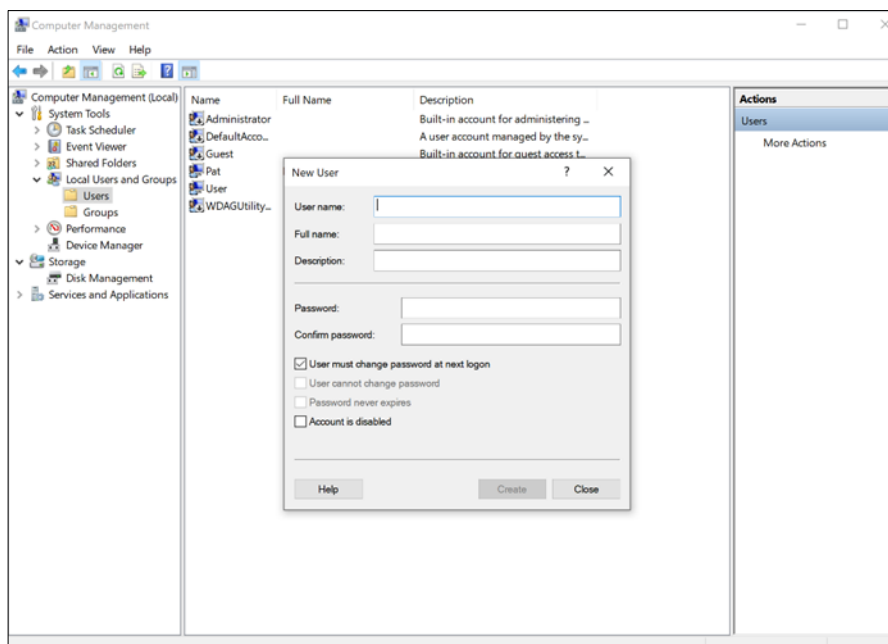 Computer Management
File Action View Help
Computer Management (Local)
System Tools
Task Scheduler
Event Viewer
Shared Folders
Local Users and Groups
Users
Groups
Performance
Device Manager
Storage
Disk Management
Services and Applications
Name Full Name Description
Administrator Built-in account for administering ...
DefaultAcco... A user account managed by the sy...
Guest Built-in account for guest access t...
Pat
User
WDAGUtility...
New User ?
User name:
Full name:
Description:
Password:
Confirm password:
User must change password at next logon
User cannot change password
Password never expires
Account is disabled
Help Create Close
Actions
Users
More Actions